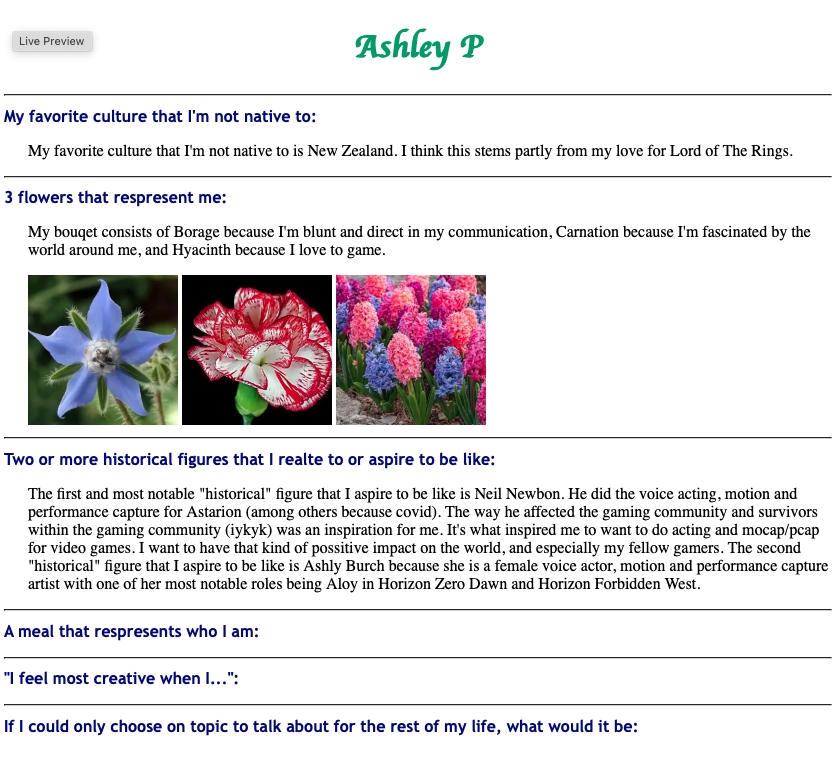 Live Preview
Ashley P
My favorite culture that I'm not native to:
My favorite culture that I'm not native to is New Zealand. I think this stems partly from my love for Lord of The Rings.
3 flowers that respresent me:
My bouqet consists of Borage because I'm blunt and direct in my communication, Carnation because I'm fascinated by the
world around me, and Hyacinth because I love to game.
Two or more historical figures that I realte to or aspire to be like:
The first and most notable "historical" figure that I aspire to be like is Neil Newbon. He did the voice acting, motion and
performance capture for Astarion (among others because covid). The way he affected the gaming community and survivors
within the gaming community (iykyk) was an inspiration for me. It's what inspired me to want to do acting and mocap/pcap
for video games. I want to have that kind of possitive impact on the world, and especially my fellow gamers. The second
"historical" figure that I aspire to be like is Ashly Burch because she is a female voice actor, motion and performance capture
artist with one of her most notable roles being Aloy in Horizon Zero Dawn and Horizon Forbidden West.
A meal that respresents who I am:
"I feel most creative when I...":
If I could only choose on topic to talk about for the rest of my life, what would it be: